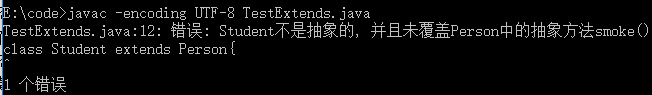 E:\code>javac -encoding UTF-8 TestExtends.java
TestExtends.java:12: 错误: Student不是抽象的, 并且未覆盖Person中的抽象方法smoke()
class Student extends Person{
^
1 个错误